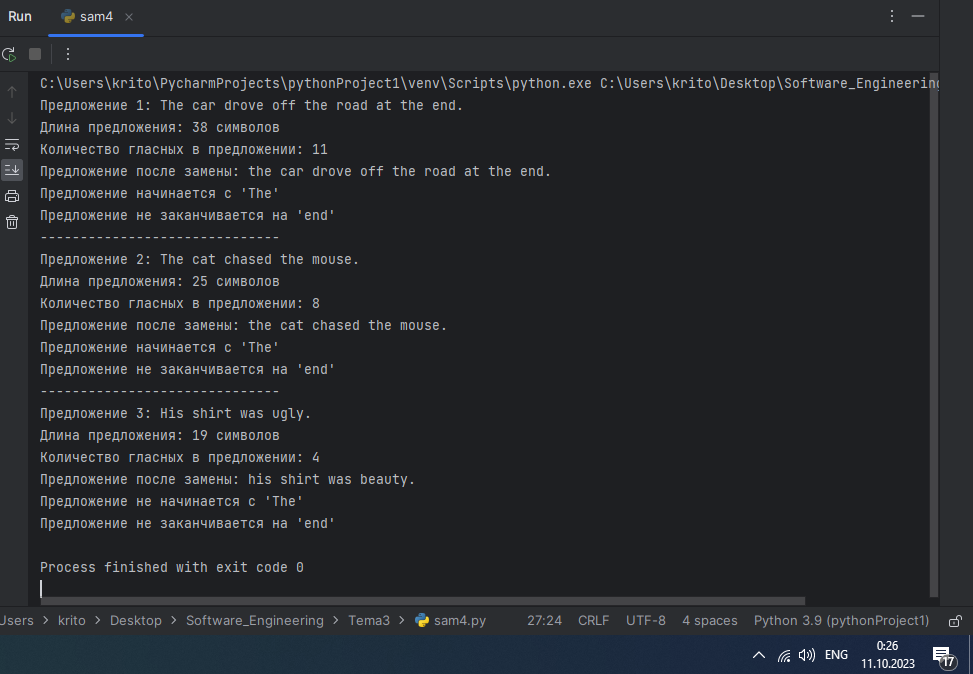 Run sam4
C:\Users\krito\PycharmProjects\pythonProject1\venv\Scripts\python.exe C:\Users\krito\Desktop\Software_Engineering
Предложение 1: The car drove off the road at the end.
Длина предложения: 38 символов
Количество гласных в предложении: 11
Предложение после замены: the car drove off the road at the end.
Предложение начинается с 'The'
Предложение не заканчивается на 'end'
------------------------------
Предложение 2: The cat chased the mouse.
Длина предложения: 25 символов
Количество гласных в предложении: 8
Предложение после замены: the cat chased the mouse.
Предложение начинается с 'The'
Предложение не заканчивается на 'end'
------------------------------
Предложение 3: His shirt was ugly.
Длина предложения: 19 символов
Количество гласных в предложении: 4
Предложение после замены: his shirt was beauty.
Предложение не начинается с 'The'
Предложение не заканчивается на 'end'
Process finished with exit code 0
Users > krito > Desktop > Software_Engineering > Tema3 > sam4.py 27:24 CRLF UTF-8 4 spaces Python 3.9 (pythonProject1)
ENG 0:26
11.10.2023 17